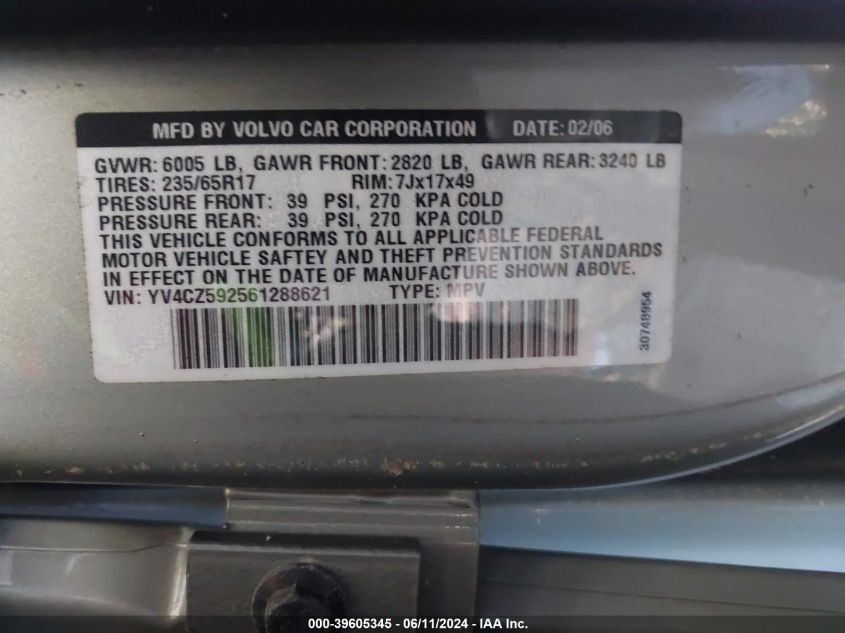 MFD BY VOLVO CAR CORPORATION DATE: 02/06
GVWR: 6005 LB, GAWR FRONT: 2820 LB, GAWR REAR: 3240 LB
TIRES: 235/65R17 RIM: 7Jx17x49
PRESSURE FRONT: 39 PSI, 270 KPA COLD
PRESSURE REAR: 39 PSI, 270 KPA COLD
THIS VEHICLE CONFORMS TO ALL APPLICABLE FEDERAL
MOTOR VEHICLE SAFTEY AND THEFT PREVENTION STANDARDS
IN EFFECT ON THE DATE OF MANUFACTURE SHOWN ABOVE.
VIN: YV4CZ592561288621 TYPE: MPV
30748954
000-39605345 - 06/11/2024 - IAA Inc.